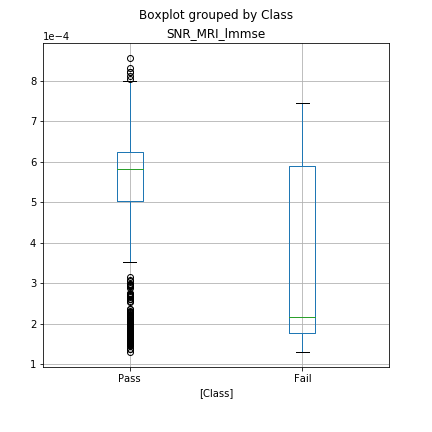 Boxplot grouped by Class
SNR_MRI_lmmse
1e−4
8
7
6
5
4
3
2
1
Pass
Fail
[Class]